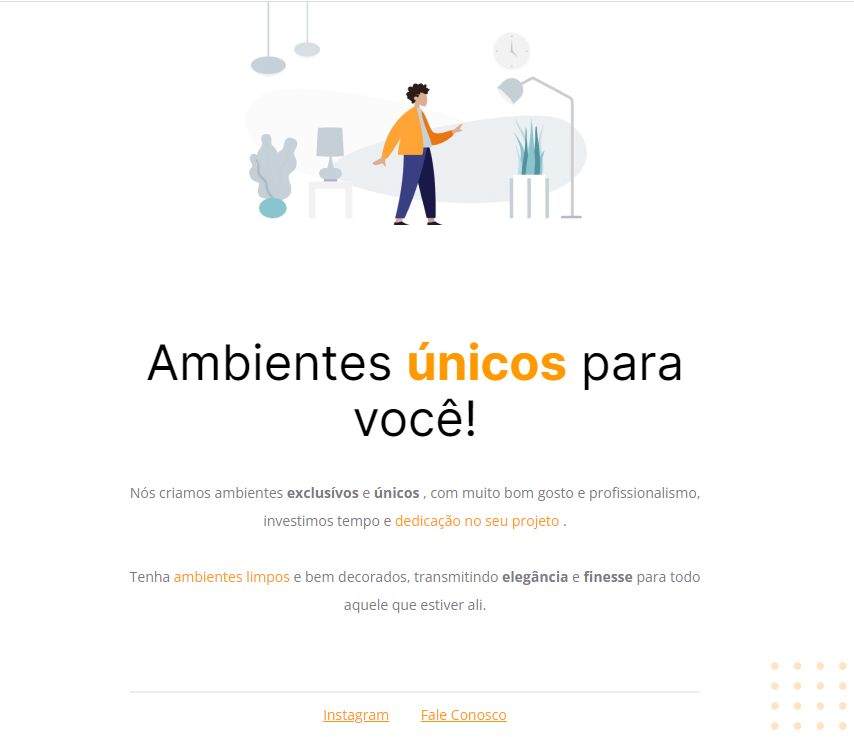 Ambientes únicos para
você!
Nós criamos ambientes exclusívos e únicos , com muito bom gosto e profissionalismo,
investimos tempo e dedicação no seu projeto .
Tenha ambientes limpos e bem decorados, transmitindo elegância e finesse para todo
aquele que estiver ali.
Instagram Fale Conosco